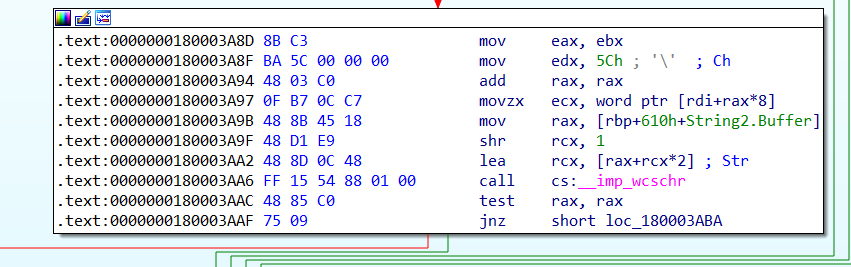 .text:0000000180003A8D 8B C3 mov eax, ebx
.text:0000000180003A8F BA 5C 00 00 00 mov edx, 5Ch ; '\' ; Ch
.text:0000000180003A94 48 03 C0 add rax, rax
.text:0000000180003A97 0F B7 0C C7 movzx ecx, word ptr [rdi+rax*8]
.text:0000000180003A9B 48 8B 45 18 mov rax, [rbp+610h+String2.Buffer]
.text:0000000180003A9F 48 D1 E9 shr rcx, 1
.text:0000000180003AA2 48 8D 0C 48 lea rcx, [rax+rcx*2] ; Str
.text:0000000180003AA6 FF 15 54 88 01 00 call cs:__imp_wcschr
.text:0000000180003AAC 48 85 C0 test rax, rax
.text:0000000180003AAF 75 09 jnz short loc_180003ABA